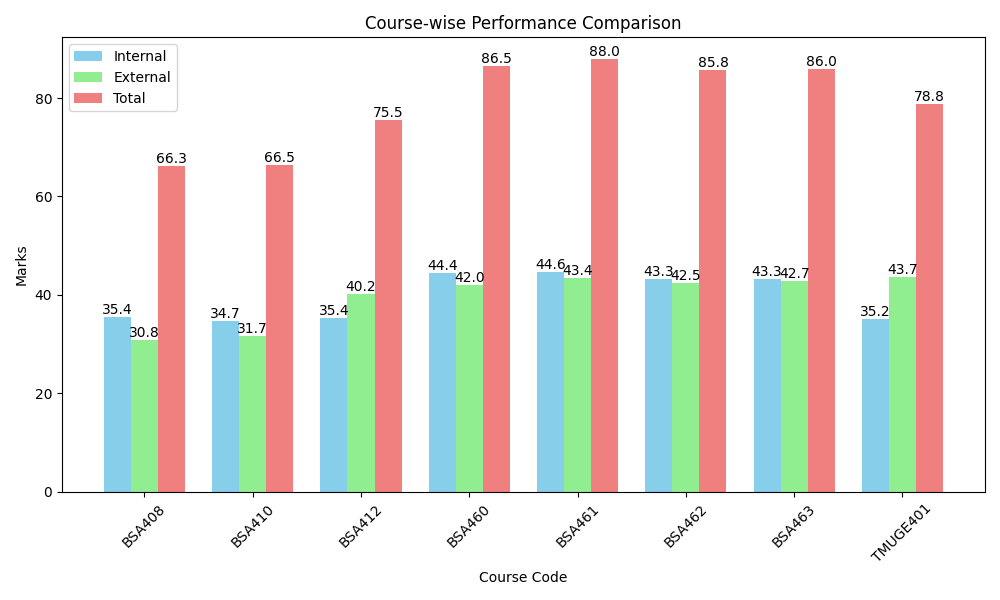 Course-wise Performance Comparison
Internal
External
Total
Marks
80
60
40
20
0
35.4 30.8 66.3
34.7 31.7 66.5
35.4 40.2 75.5
44.4 42.0 86.5
44.6 43.4 88.0
43.3 42.5 85.8
43.3 42.7 86.0
35.2 43.7 78.8
BSA408 BSA410 BSA412 BSA460 BSA461 BSA462 BSA463 TMUGE401
Course Code